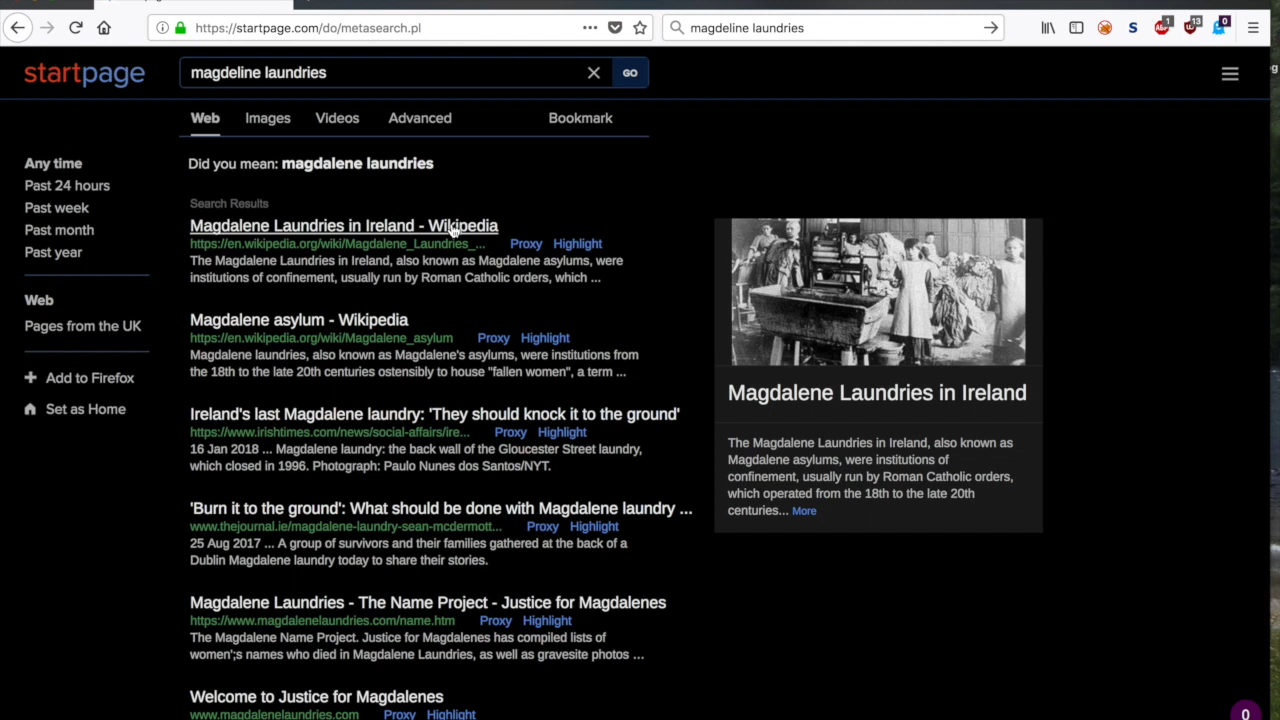 https://startpage.com/do/metasearch.pl
magdeline laundries
1
13
0
startpage
magdeline laundries
GO
Web
Images
Videos
Advanced
Bookmark
Any time
Past 24 hours
Past week
Past month
Past year
Web
Pages from the UK
Add to Firefox
Set as Home
Did you mean: magdalene laundries
Search Results
Magdalene Laundries in Ireland - Wikipedia
https://en.wikipedia.org/wiki/Magdalene_Laundries_... Proxy Highlight
The Magdalene Laundries in Ireland, also known as Magdalene asylums, were
institutions of confinement, usually run by Roman Catholic orders, which ...
Magdalene asylum - Wikipedia
https://en.wikipedia.org/wiki/Magdalene_asylum Proxy Highlight
Magdalene laundries, also known as Magdalene's asylums, were institutions from
the 18th to the late 20th centuries ostensibly to house "fallen women", a term ...
Ireland's last Magdalene laundry: 'They should knock it to the ground'
https://www.irishtimes.com/news/social-affairs/ire... Proxy Highlight
16 Jan 2018 ... Magdalene laundry: the back wall of the Gloucester Street laundry,
which closed in 1996. Photograph: Paulo Nunes dos Santos/NYT.
'Burn it to the ground': What should be done with Magdalene laundry ...
www.thejournal.ie/magdalene-laundry-sean-mcdermott... Proxy Highlight
25 Aug 2017 ... A group of survivors and their families gathered at the back of a
Dublin Magdalene laundry today to share their stories.
Magdalene Laundries - The Name Project - Justice for Magdalenes
https://www.magdalenelaundries.com/name.htm Proxy Highlight
The Magdalene Name Project. Justice for Magdalenes has compiled lists of
women';s names who died in Magdalene Laundries, as well as gravesite photos ...
Welcome to Justice for Magdalenes
www.magdalenelaundries.com Proxy Highlight
Magdalene Laundries in Ireland
The Magdalene Laundries in Ireland, also known as
Magdalene asylums, were institutions of
confinement, usually run by Roman Catholic orders,
which operated from the 18th to the late 20th
centuries... More
0